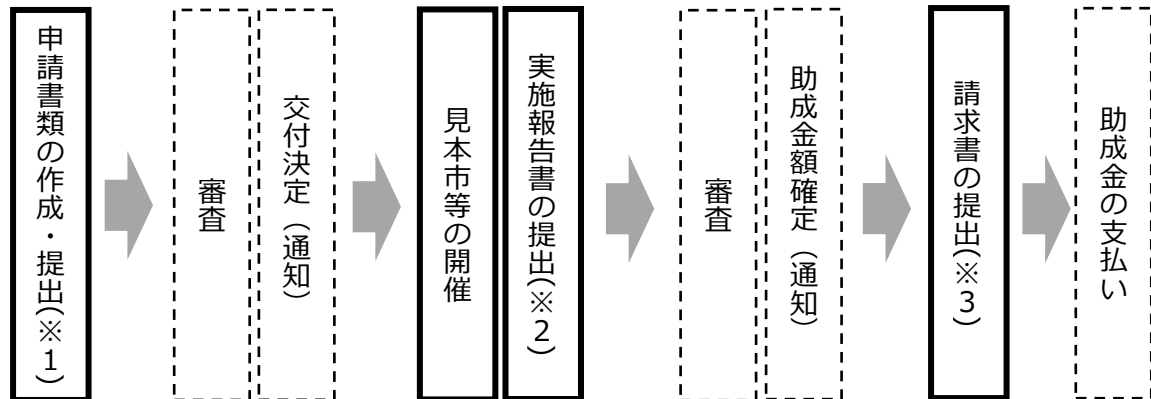 申請書類の作成・提出(※1)
審査
交付決定（通知）
見本市等の開催
実施報告書の提出(※2)
審査
助成金額確定（通知）
請求書の提出(※3)
助成金の支払い